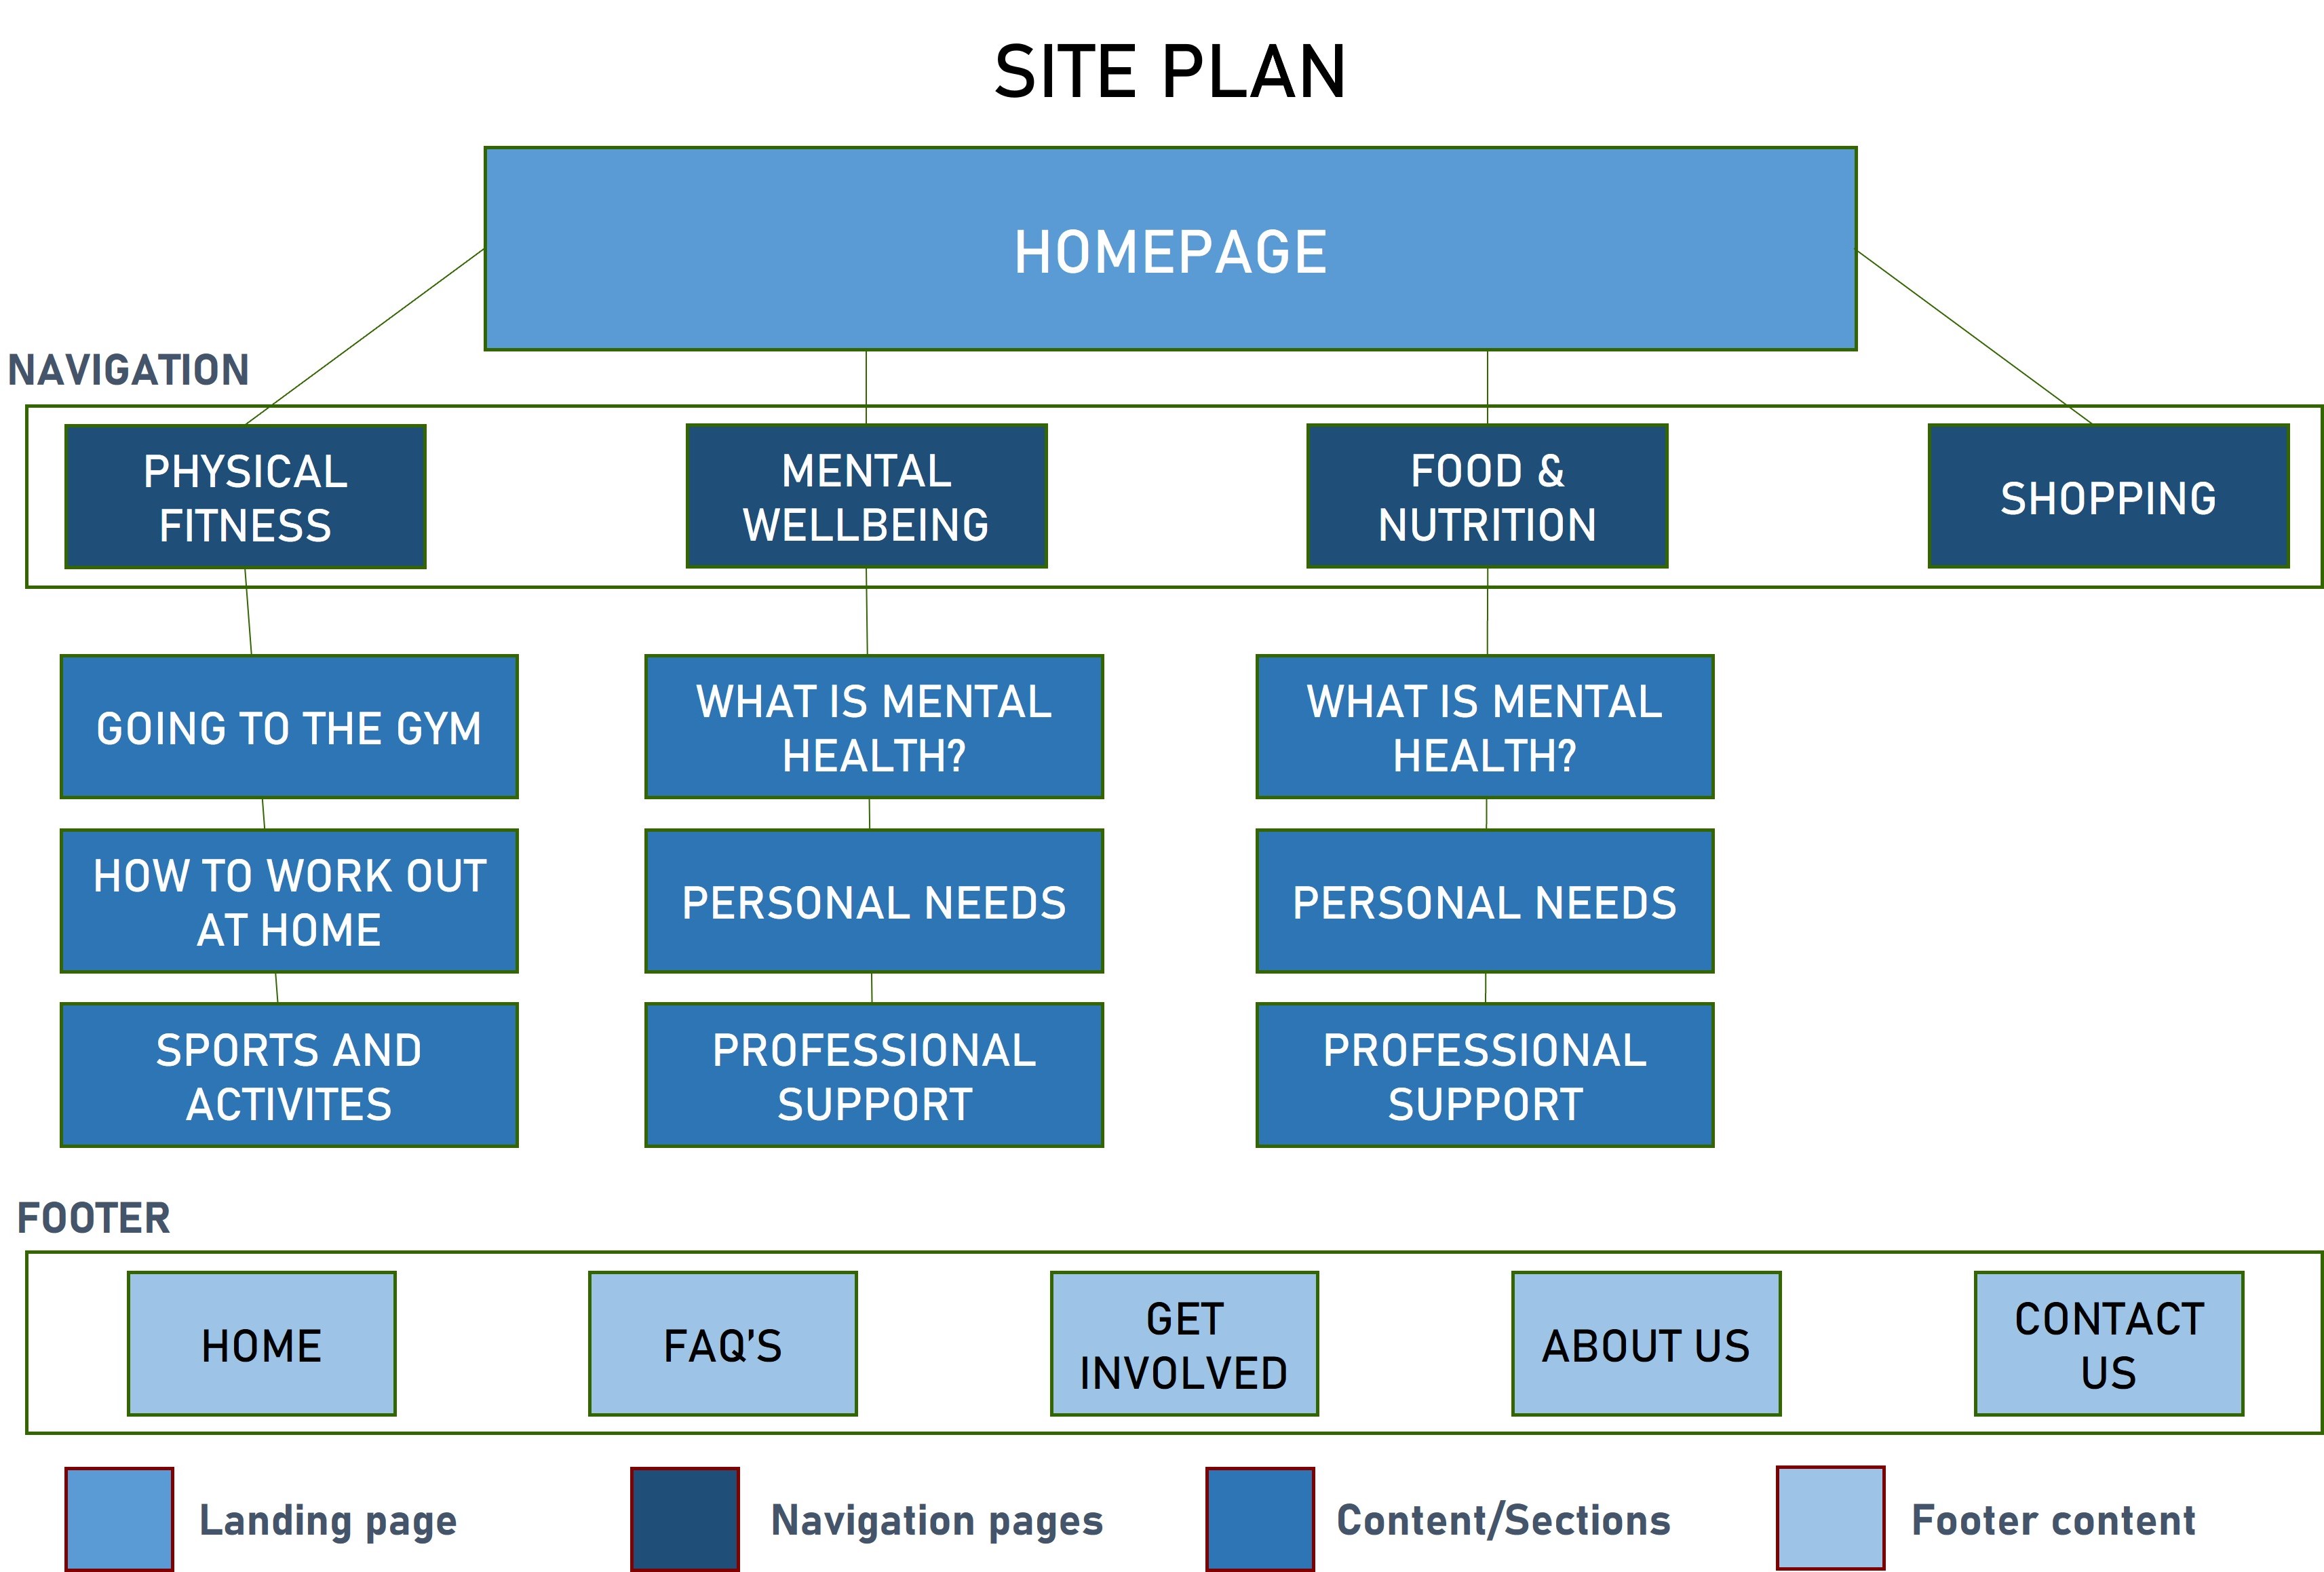 SITE PLAN
HOMEPAGE
NAVIGATION
PHYSICAL
FITNESS
MENTAL
WELLBEING
FOOD &
NUTRITION
SHOPPING
GOING TO THE GYM
WHAT IS MENTAL
HEALTH?
WHAT IS MENTAL
HEALTH?
HOW TO WORK OUT
AT HOME
PERSONAL NEEDS
PERSONAL NEEDS
SPORTS AND
ACTIVITES
PROFESSIONAL
SUPPORT
PROFESSIONAL
SUPPORT
FOOTER
HOME
FAQ’S
GET
INVOLVED
ABOUT US
CONTACT
US
Landing page
Navigation pages
Content/Sections
Footer content